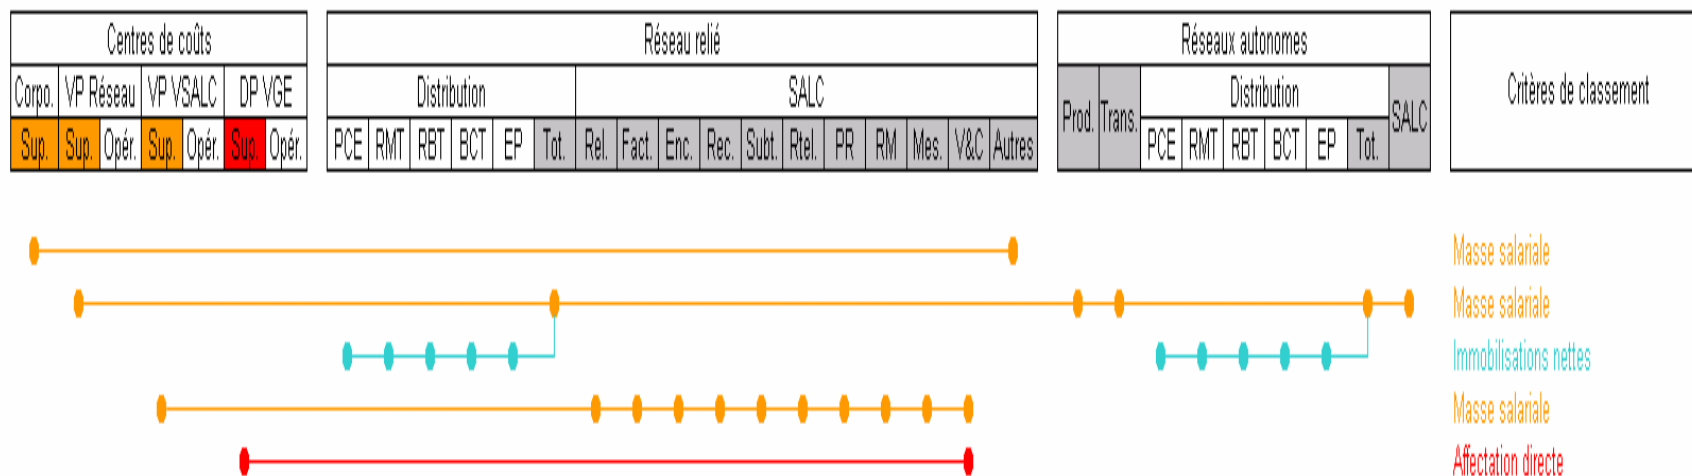 Centres de coûts Réseau relié Réseaux autonomes
Corpo. VP Réseau VP VSALC DP VGE Distribution SALC Prod. Trans. Distribution SALC Critères de classement
Sup. Sup. Opér. Sup. Opér. Sup. Opér. PCE RMT RBT BCT EP Tot. Rel. Fact. Enc. Rec. Subt. Rtel. PR RM Mes. V&C Autres PCE RMT RBT BCT EP Tot.
Masse salariale
Masse salariale
Immobilisations nettes
Masse salariale
Affectation directe